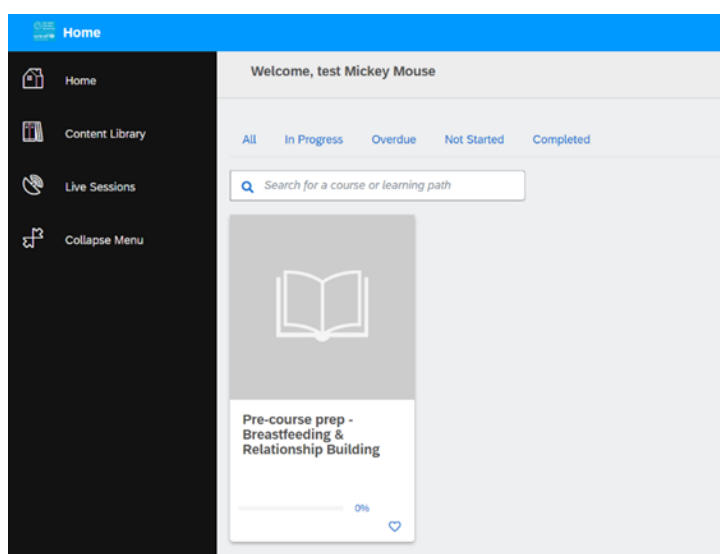 Home
Home
Content Library
Live Sessions
Collapse Menu
Welcome, test Mickey Mouse
All In Progress Overdue Not Started Completed
Search for a course or learning path
Pre-course prep -
Breastfeeding &
Relationship Building
0%